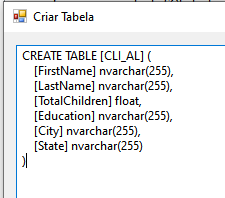 Criar Tabela
CREATE TABLE [CLI_AL] (
[FirstName] nvarchar(255),
[LastName] nvarchar(255),
[TotalChildren] float,
[Education] nvarchar(255),
[City] nvarchar(255),
[State] nvarchar(255)
)